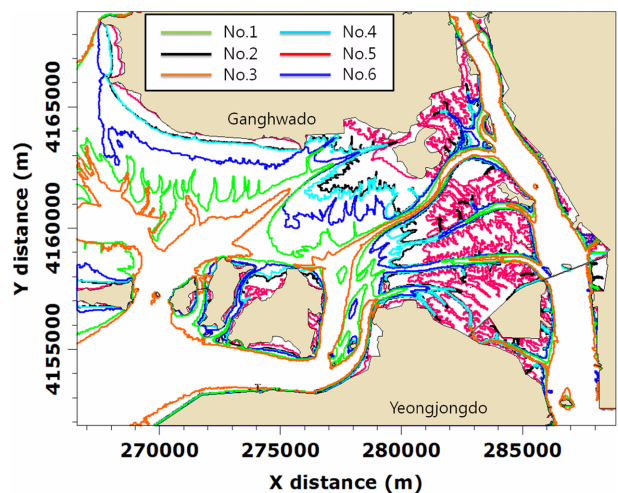 No.1 No.4
No.2 No.5
No.3 No.6
Ganghwado
Yeongjongdo
4165000
4160000
4155000
Y distance (m)
270000 275000 280000 285000
X distance (m)